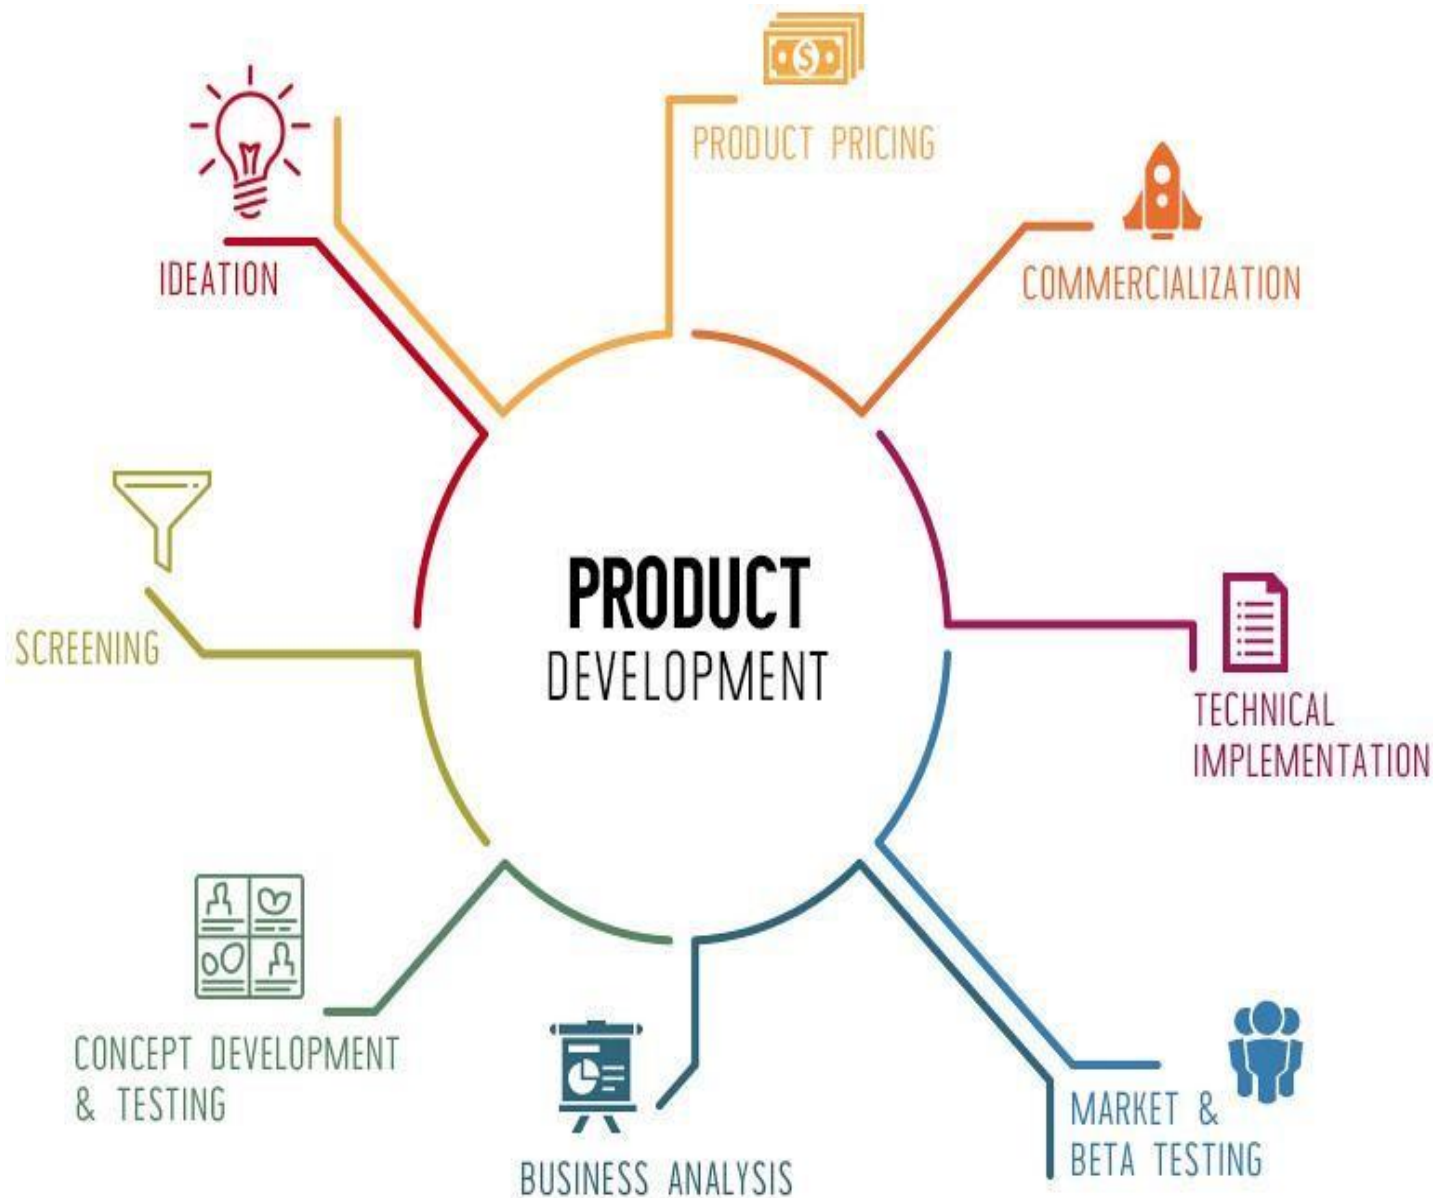 PRODUCT PRICING
IDEATION
COMMERCIALIZATION
PRODUCT
DEVELOPMENT
SCREENING
TECHNICAL
IMPLEMENTATION
CONCEPT DEVELOPMENT
& TESTING
MARKET &
BETA TESTING
BUSINESS ANALYSIS
$